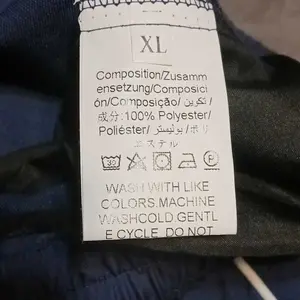 XL
Composition/Zusamm
ensetzung/Composici
ón/Composição/ تكوين/
成分:100% Polyester/
Poliéster/ بوليستر/ポリ
エステル
WASH WITH LIKE
COLORS.MACHINE
WASHCOLD GENTL
E CYCLE. DO NOT